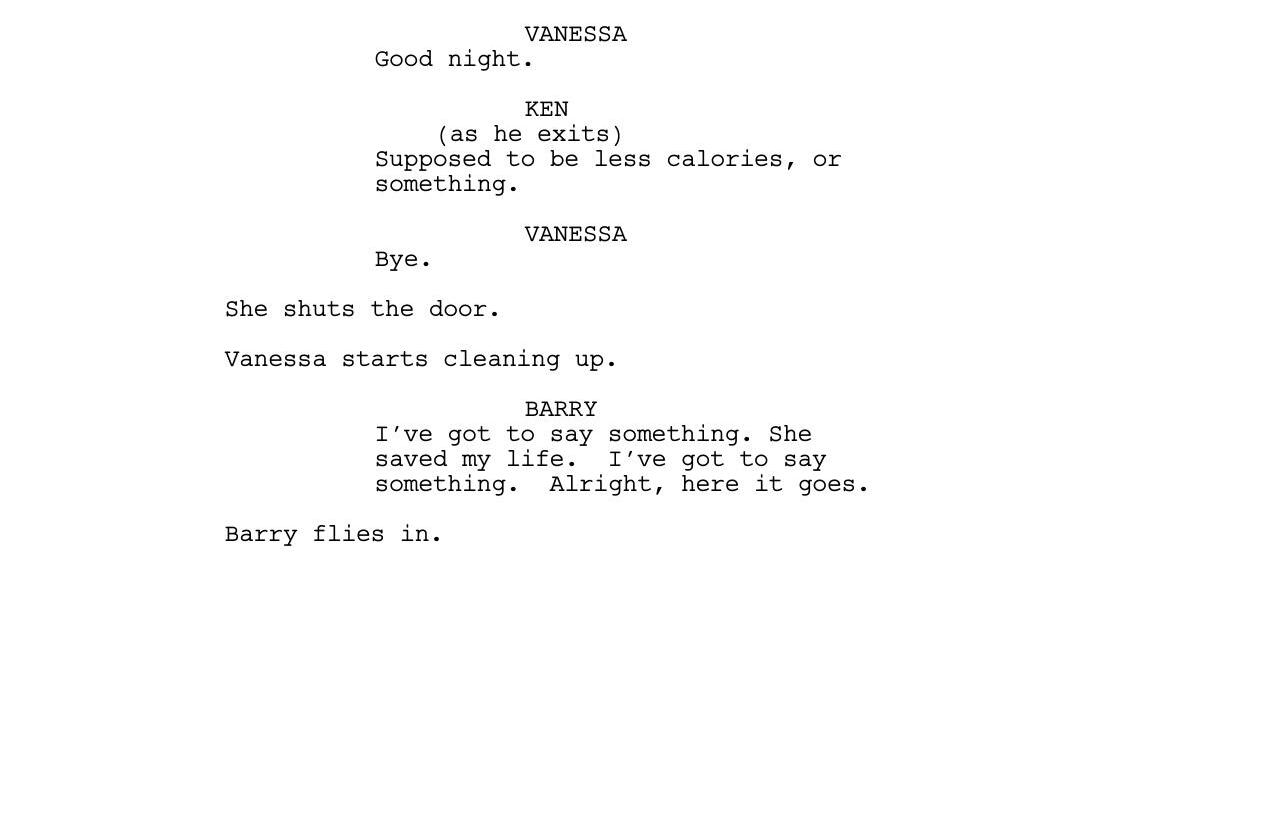 VANESSA
Good night.
KEN
(as he exits)
Supposed to be less calories, or
something.
VANESSA
Bye.
She shuts the door.
Vanessa starts cleaning up.
BARRY
I've got to say something. She
saved my life.  I've got to say
something.  Alright, here it goes.
Barry flies in.